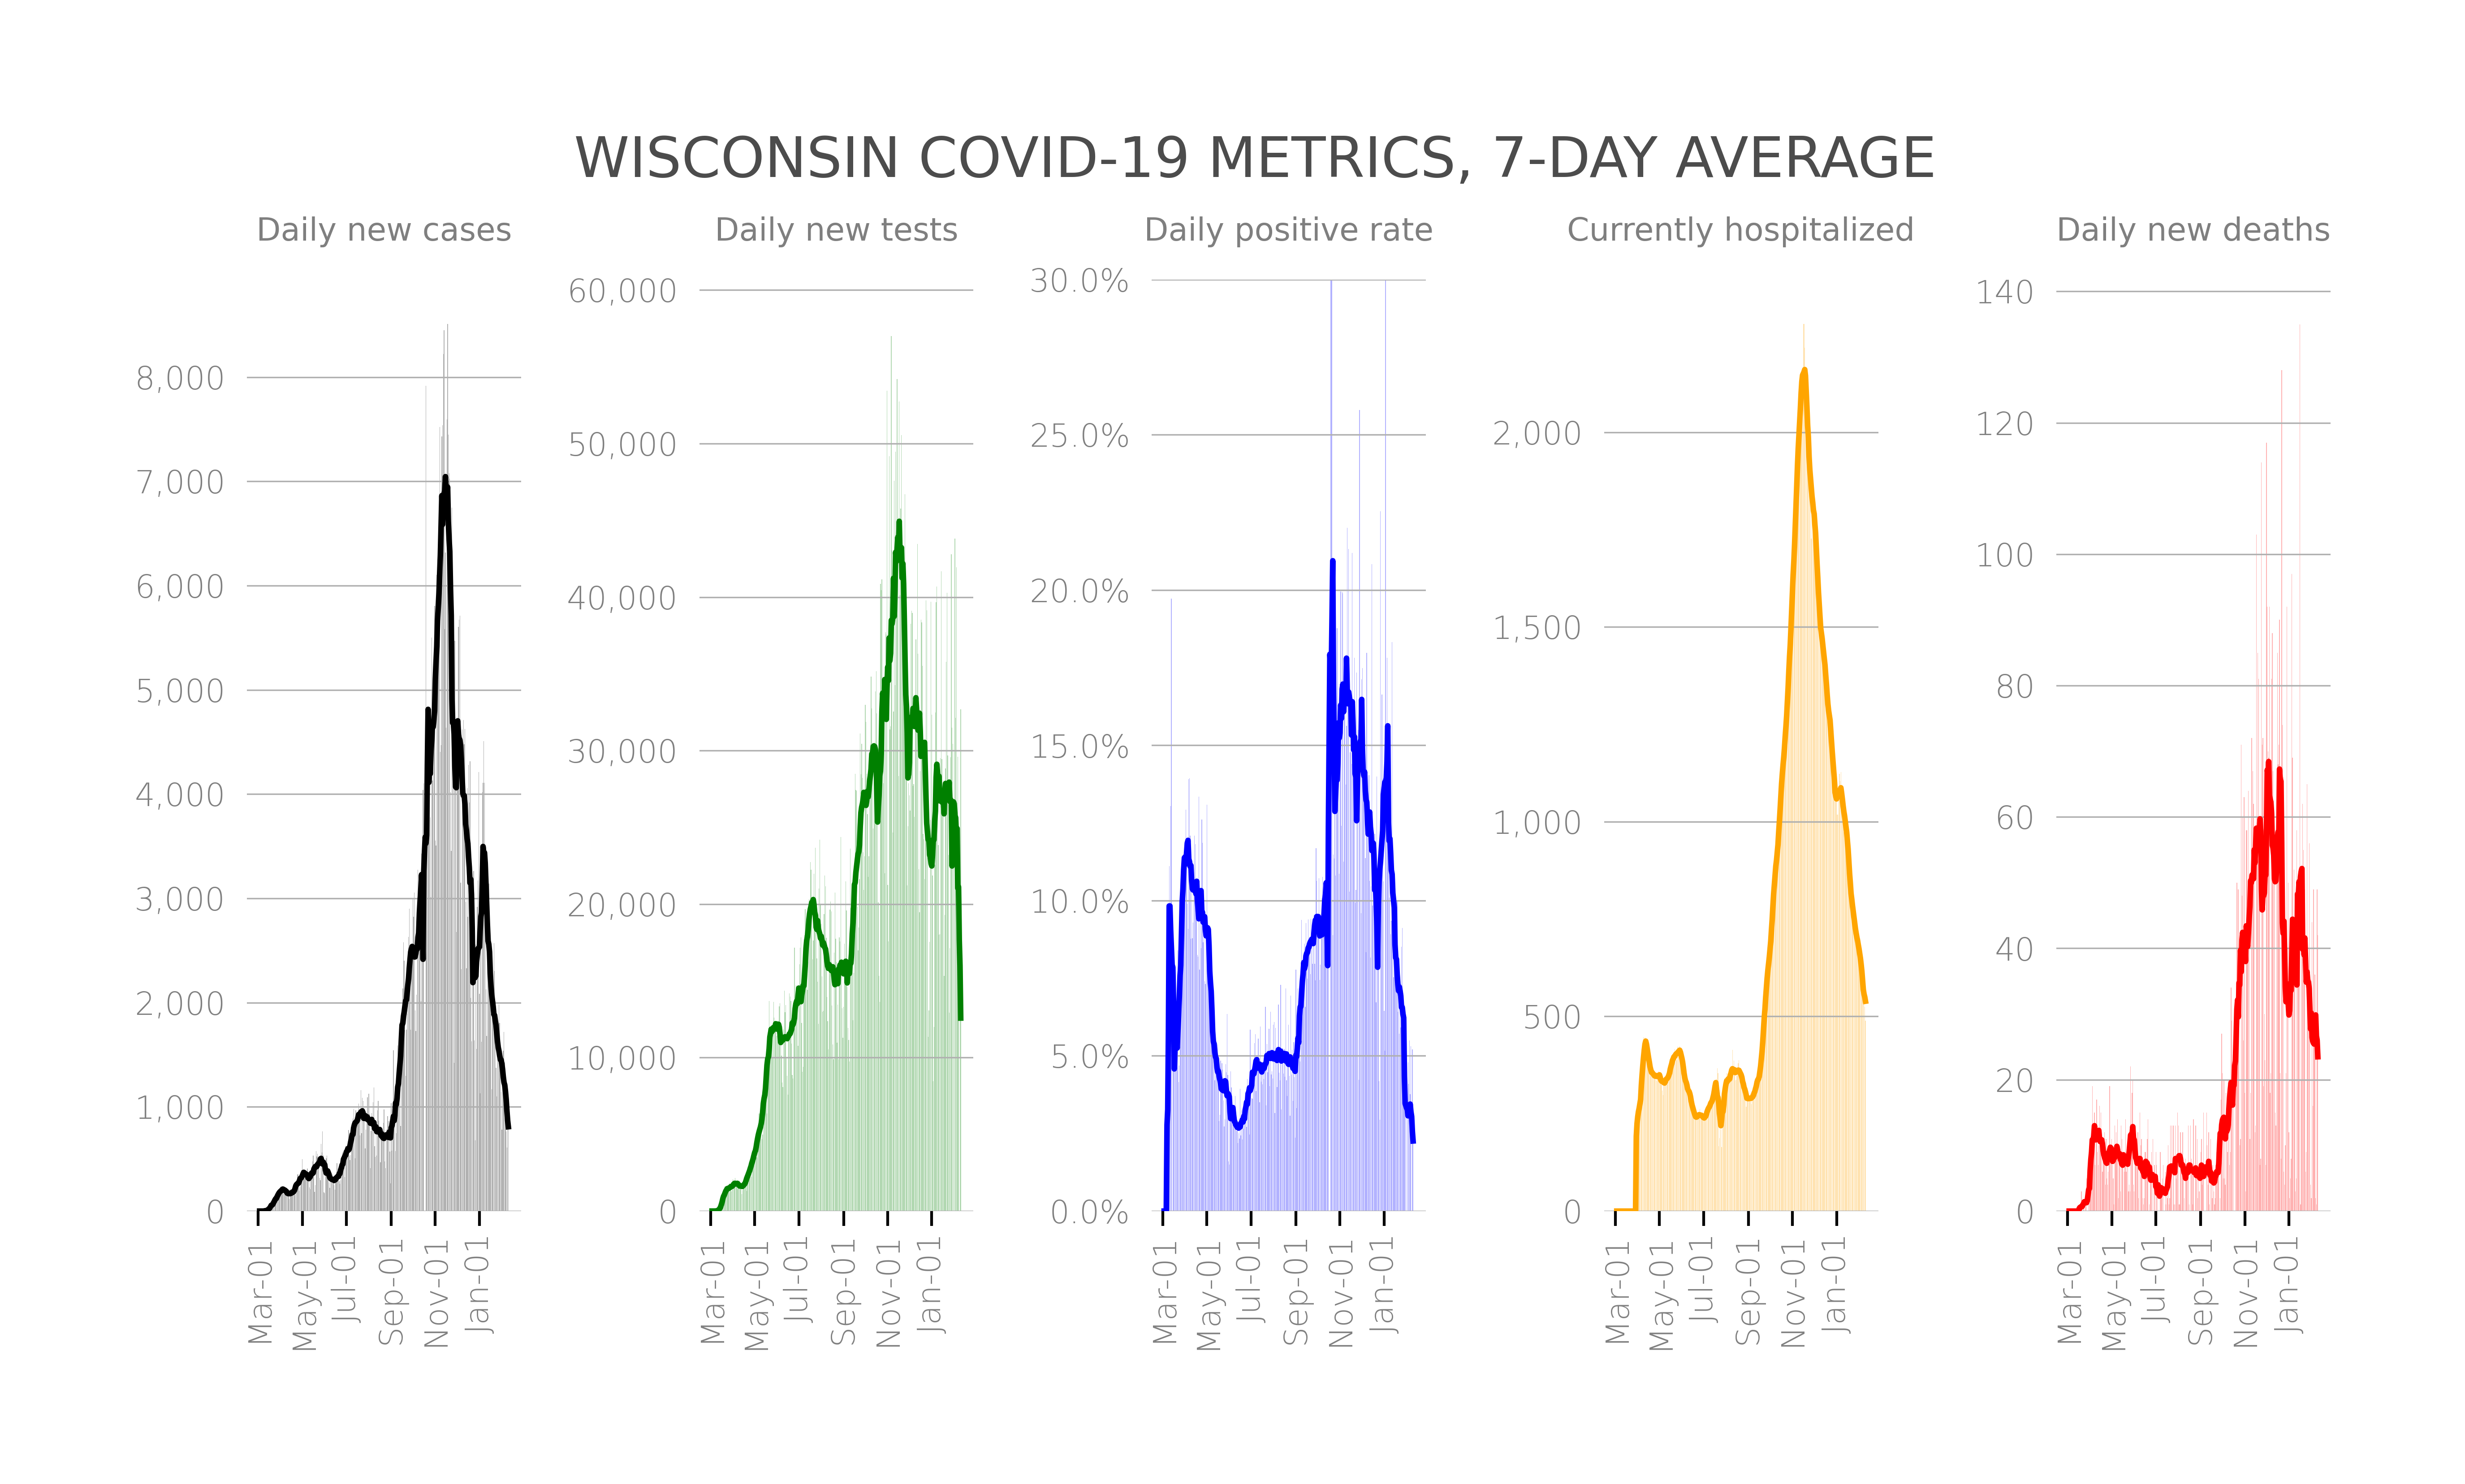 WISCONSIN COVID-19 METRICS, 7-DAY AVERAGE
Daily new cases
8,000
7,000
6,000
5,000
4,000
3,000
2,000
1,000
0
Mar-01
May-01
Jul-01
Sep-01
Nov-01
Jan-01
Daily new tests
60,000
50,000
40,000
30,000
20,000
10,000
0
Mar-01
May-01
Jul-01
Sep-01
Nov-01
Jan-01
Daily positive rate
30.0%
25.0%
20.0%
15.0%
10.0%
5.0%
0.0%
Mar-01
May-01
Jul-01
Sep-01
Nov-01
Jan-01
Currently hospitalized
2,000
1,500
1,000
500
0
Mar-01
May-01
Jul-01
Sep-01
Nov-01
Jan-01
Daily new deaths
140
120
100
80
60
40
20
0
Mar-01
May-01
Jul-01
Sep-01
Nov-01
Jan-01